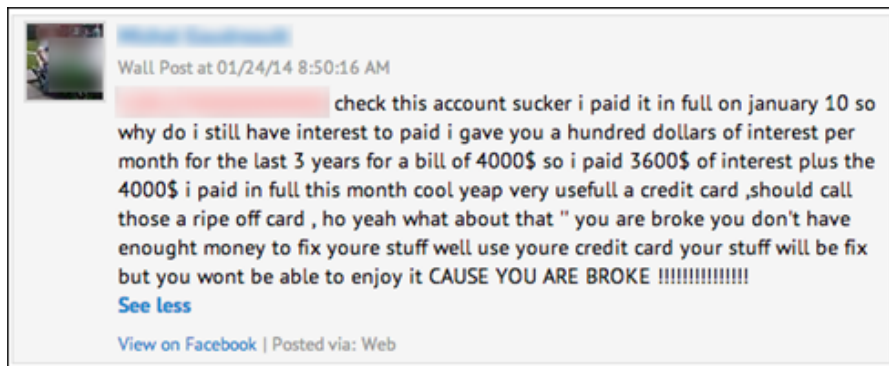 Wall Post at 01/24/14 8:50:16 AM
check this account sucker i paid it in full on january 10 so
why do i still have interest to paid i gave you a hundred dollars of interest per
month for the last 3 years for a bill of 4000$ so i paid 3600$ of interest plus the
4000$ i paid in full this month cool yeap very usefull a credit card ,should call
those a ripe off card , ho yeah what about that " you are broke you don't have
enought money to fix youre stuff well use youre credit card your stuff will be fix
but you wont be able to enjoy it CAUSE YOU ARE BROKE !!!!!!!!!!!!!!!
See less
View on Facebook | Posted via: Web